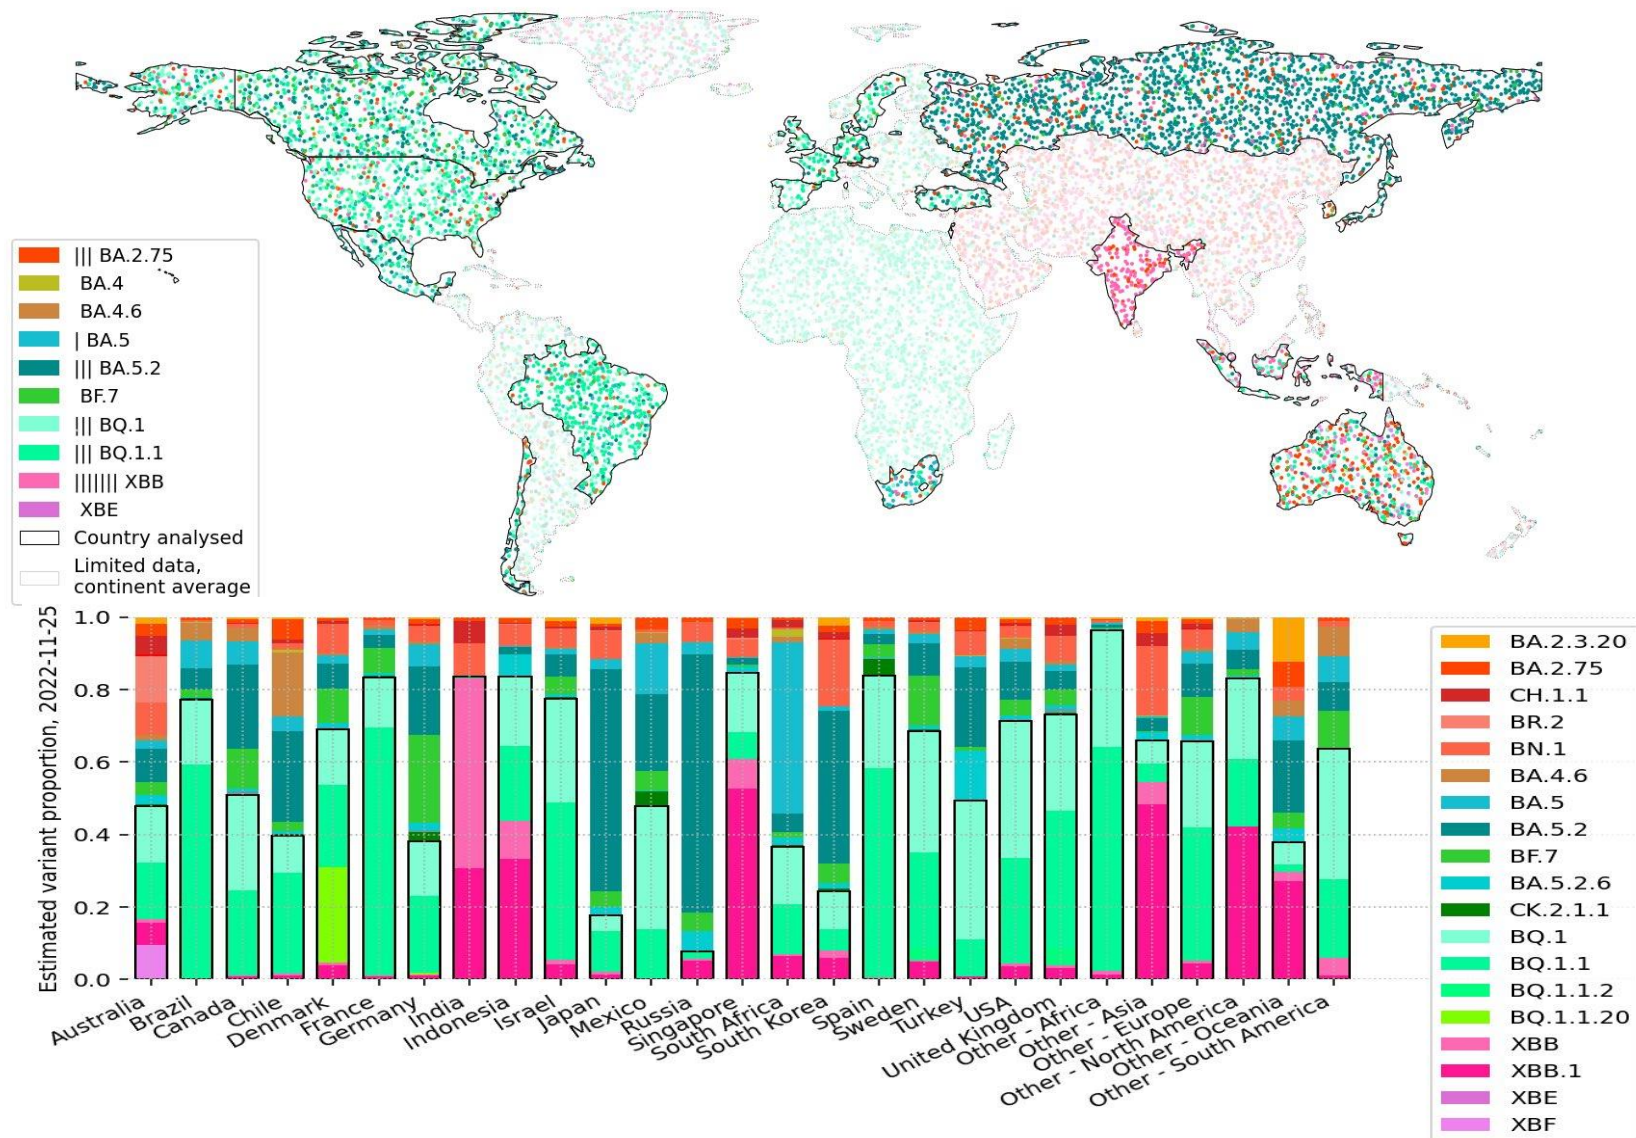 ||| BA.2.75
BA.4
BA.4.6
| BA.5
||| BA.5.2
BF.7
||| BQ.1
||| BQ.1.1
||||||| XBB
XBE
Country analysed
Limited data,
continent average
Estimated variant proportion, 2022-11-25
1.0
0.8
0.6
0.4
0.2
0.0
Australia
Brazil
Canada
Chile
Denmark
France
Germany
India
Indonesia
Israel
Japan
Mexico
Russia
Singapore
South Africa
South Korea
Spain
Sweden
Turkey
USA
United Kingdom
Other - Africa
Other - Asia
Other - Europe
Other - North America
Other - Oceania
Other - South America
BA.2.3.20
BA.2.75
CH.1.1
BR.2
BN.1
BA.4.6
BA.5
BA.5.2
BF.7
BA.5.2.6
CK.2.1.1
BQ.1
BQ.1.1
BQ.1.1.2
BQ.1.1.20
XBB
XBB.1
XBE
XBF